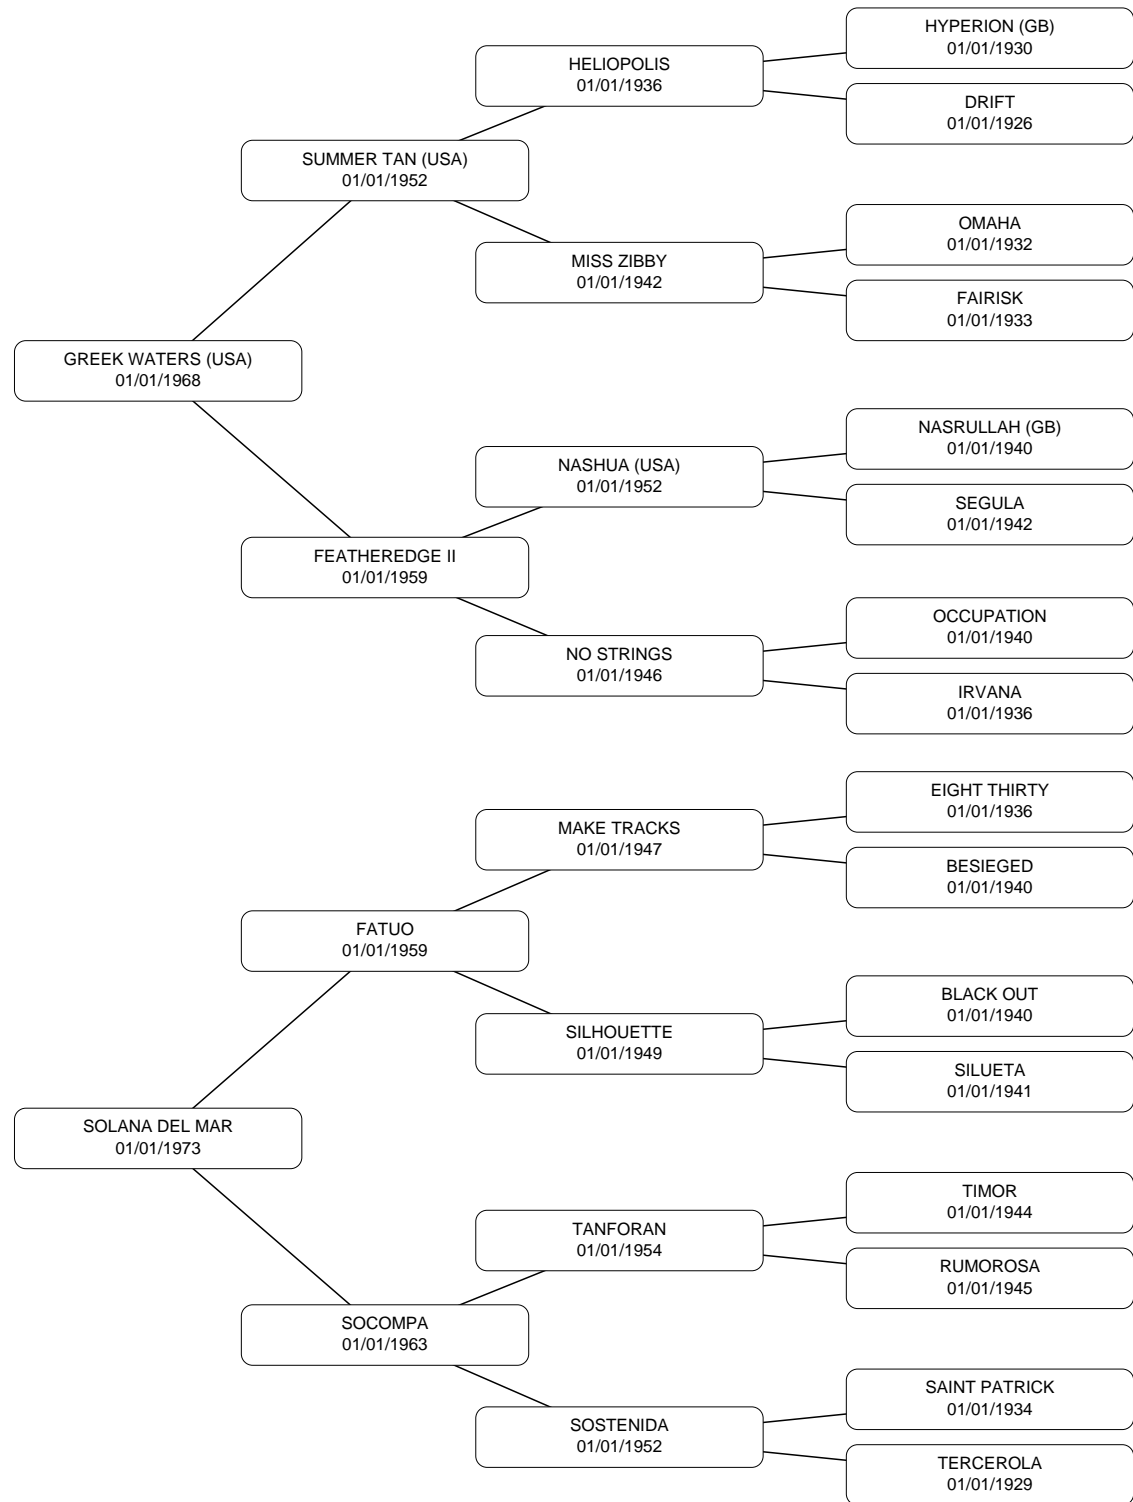 HYPERION (GB)
01/01/1930
HELIOPOLIS
01/01/1936
DRIFT
01/01/1926
SUMMER TAN (USA)
01/01/1952
OMAHA
01/01/1932
MISS ZIBBY
01/01/1942
FAIRISK
01/01/1933
GREEK WATERS (USA)
01/01/1968
NASRULLAH (GB)
01/01/1940
NASHUA (USA)
01/01/1952
SEGULA
01/01/1942
FEATHEREDGE II
01/01/1959
OCCUPATION
01/01/1940
NO STRINGS
01/01/1946
IRVANA
01/01/1936
EIGHT THIRTY
01/01/1936
MAKE TRACKS
01/01/1947
BESIEGED
01/01/1940
FATUO
01/01/1959
BLACK OUT
01/01/1940
SILHOUETTE
01/01/1949
SILUETA
01/01/1941
SOLANA DEL MAR
01/01/1973
TIMOR
01/01/1944
TANFORAN
01/01/1954
RUMOROSA
01/01/1945
SOCOMPA
01/01/1963
SAINT PATRICK
01/01/1934
SOSTENIDA
01/01/1952
TERCEROLA
01/01/1929